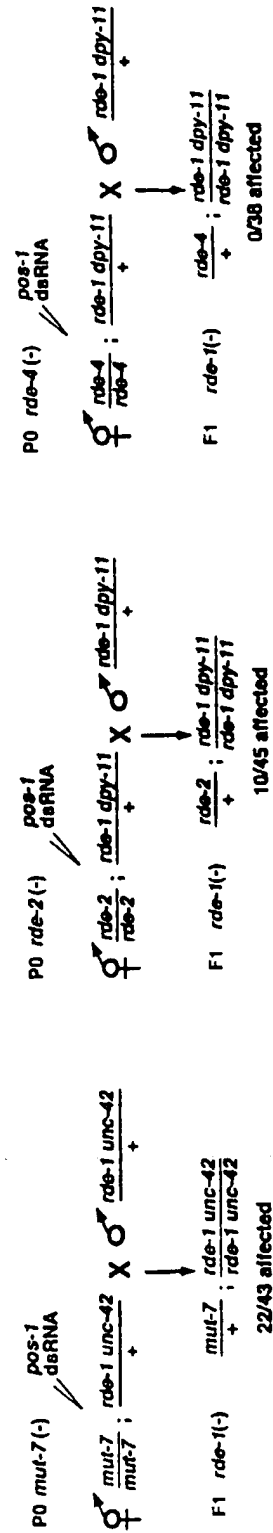 P0 mut-7(-)
pos-1
dsRNA
mut-7
mut-7
;
rde-1 unc-42
+
X
rde-1 unc-42
+
F1 rde-1(-)
mut-7
+
;
rde-1 unc-42
rde-1 unc-42
22/43 affected
P0 rde-2(-)
pos-1
dsRNA
rde-2
rde-2
;
rde-1 dpy-11
+
X
rde-1 dpy-11
+
F1 rde-1(-)
rde-2
+
;
rde-1 dpy-11
rde-1 dpy-11
10/45 affected
P0 rde-4(-)
pos-1
dsRNA
rde-4
rde-4
;
rde-1 dpy-11
+
X
rde-1 dpy-11
+
F1 rde-1(-)
rde-4
+
;
rde-1 dpy-11
rde-1 dpy-11
0/38 affected